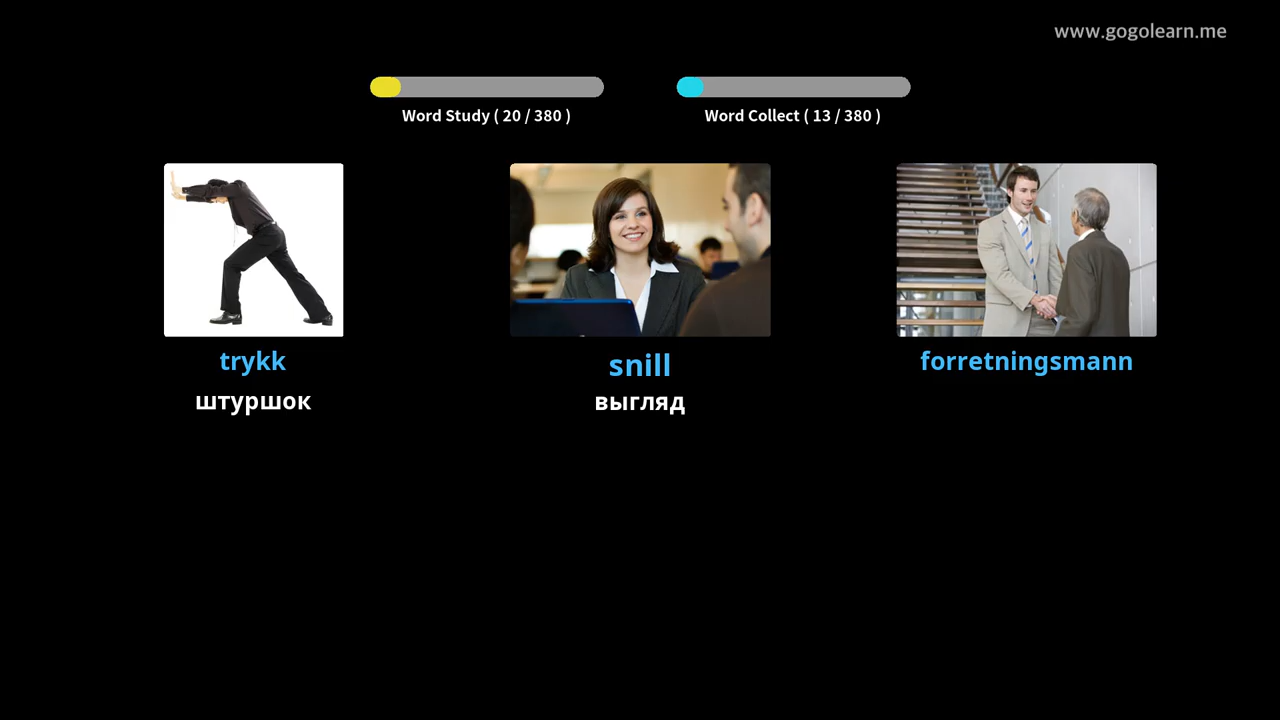 www.gogolearn.me
Word Study ( 20 / 380 )
Word Collect ( 13 / 380 )
trykk
snill
forretningsmann
штуршок
выгляд